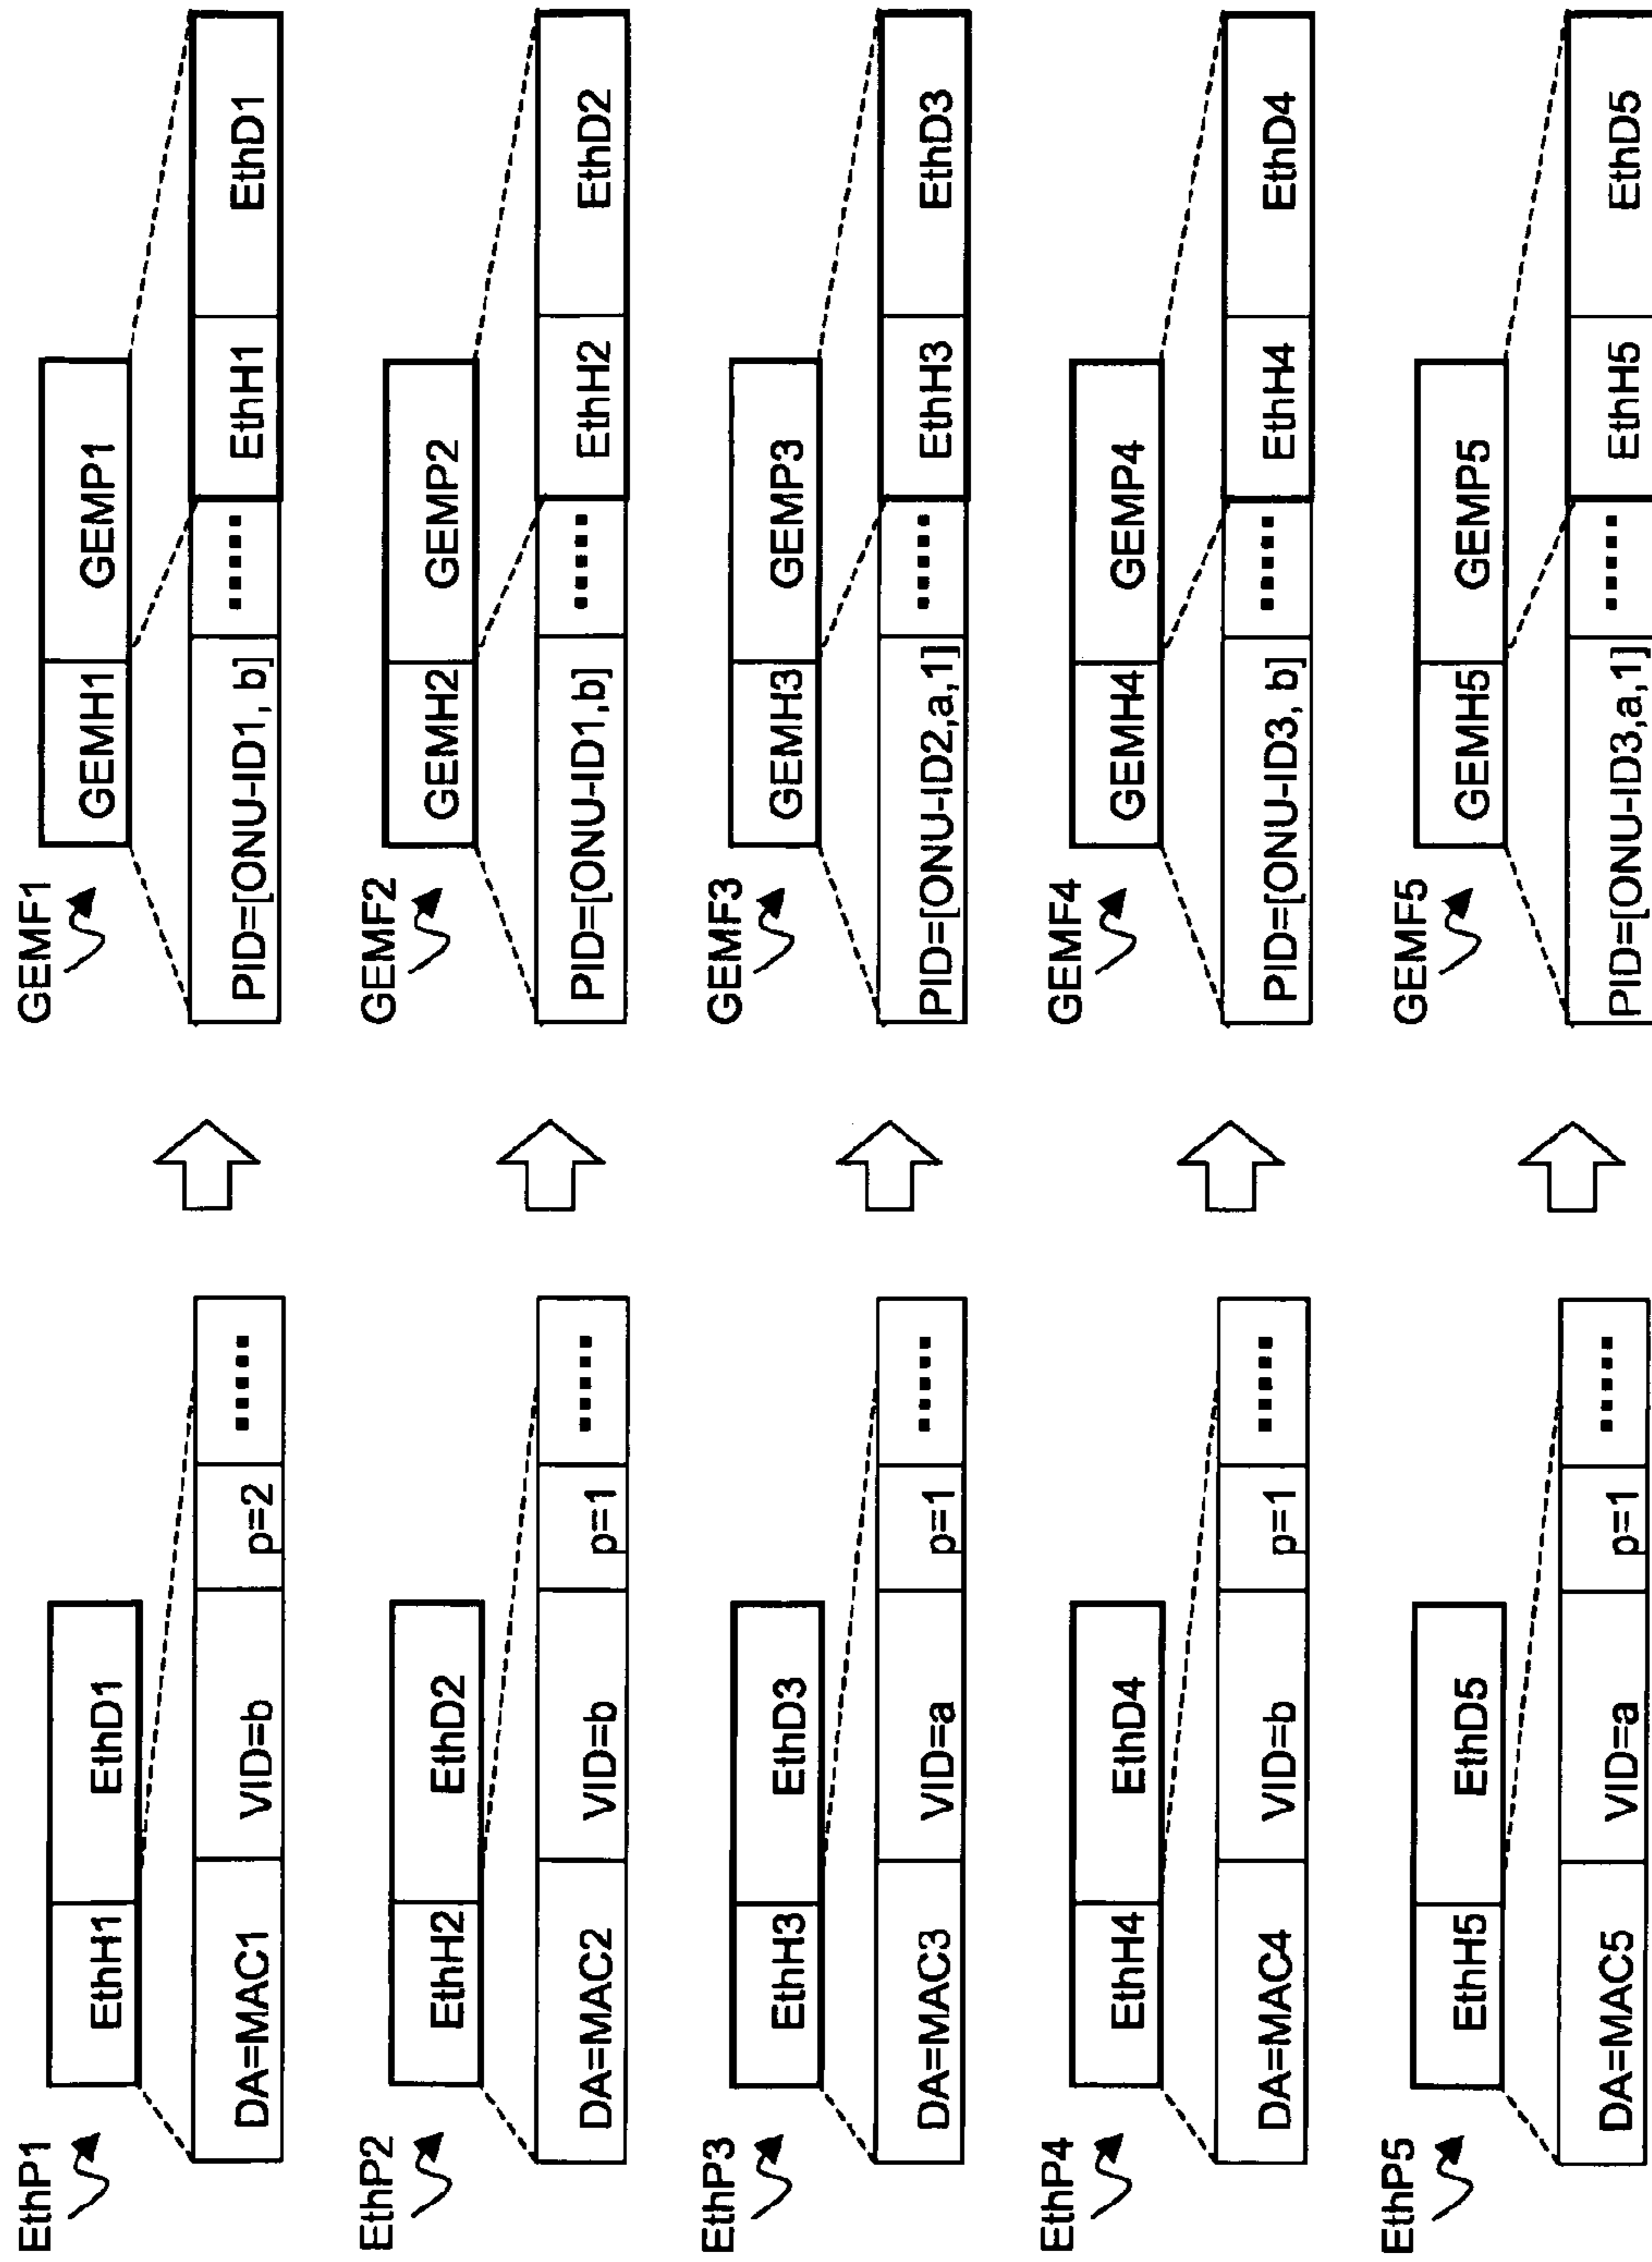 EthP1
EthH1 EthD1
DA=MAC1 VID=b p=2 .....
GEMF1
GEMH1 GEMP1
PID=[ONU-ID1, b] ..... EthH1 EthD1
EthP2
EthH2 EthD2
DA=MAC2 VID=b p=1 .....
GEMF2
GEMH2 GEMP2
PID=[ONU-ID1,b] ..... EthH2 EthD2
EthP3
EthH3 EthD3
DA=MAC3 VID=a p=1 .....
GEMF3
GEMH3 GEMP3
PID=[ONU-ID2,a,1] ..... EthH3 EthD3
EthP4
EthH4 EthD4
DA=MAC4 VID=b p=1 .....
GEMF4
GEMH4 GEMP4
PID=[ONU-ID3, b] ..... EthH4 EthD4
EthP5
EthH5 EthD5
DA=MAC5 VID=a p=1 .....
GEMF5
GEMH5 GEMP5
PID=[ONU-ID3,a,1] ..... EthH5 EthD5